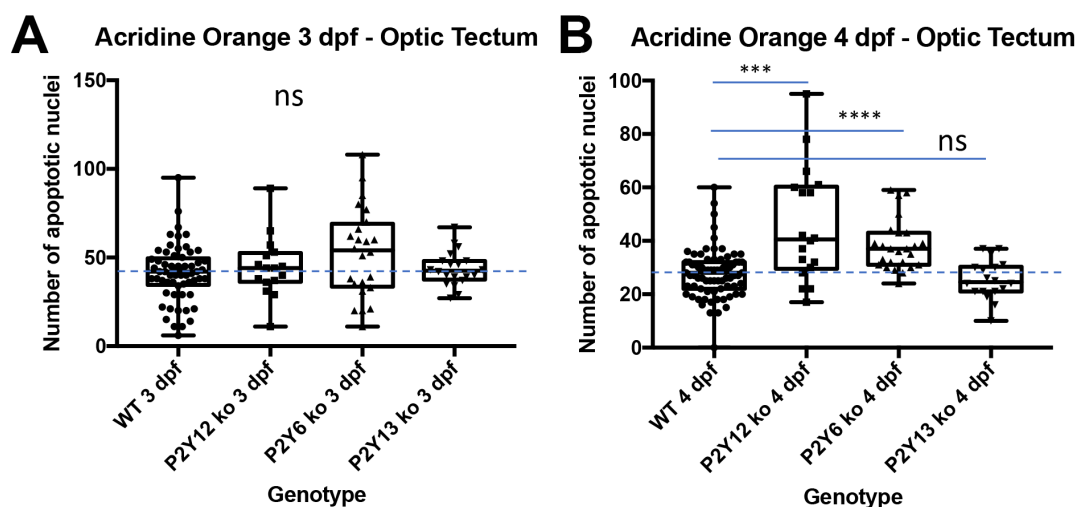 A
Acridine Orange 3 dpf - Optic Tectum
Number of apoptotic nuclei
150
100
50
0
ns
WT 3 dpf
P2Y12 ko 3 dpf
P2Y6 ko 3 dpf
P2Y13 ko 3 dpf
Genotype
B
Acridine Orange 4 dpf - Optic Tectum
Number of apoptotic nuclei
100
80
60
40
20
0
***
****
ns
WT 4 dpf
P2Y12 ko 4 dpf
P2Y6 ko 4 dpf
P2Y13 ko 4 dpf
Genotype